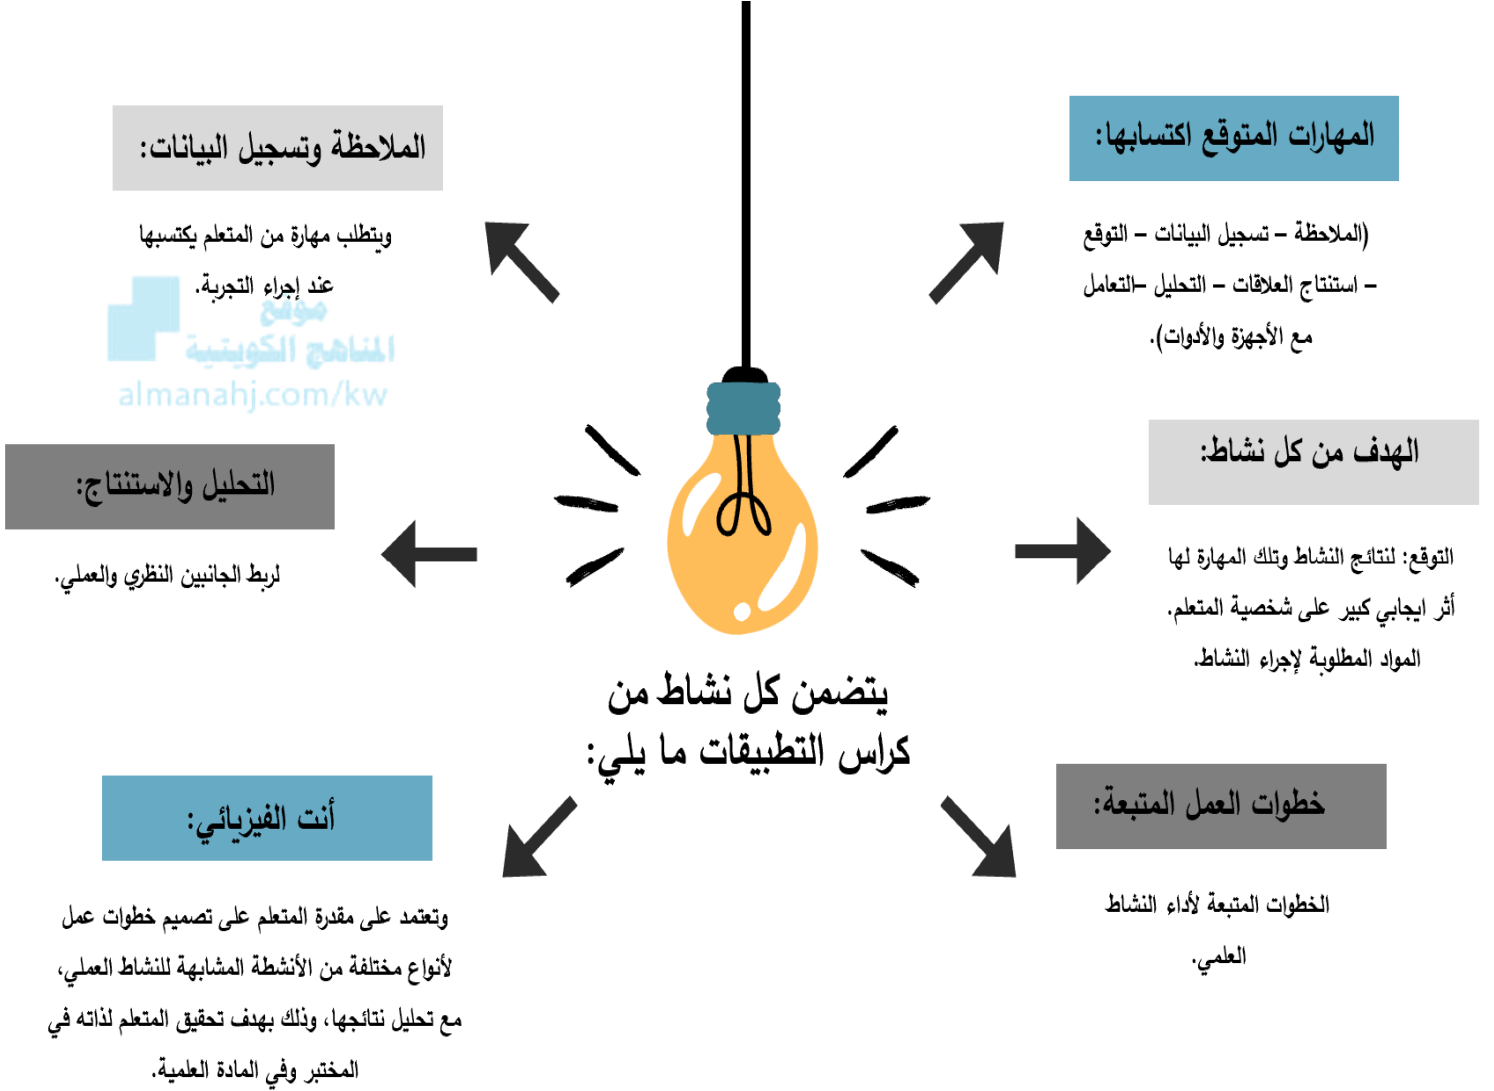 المهارات المتوقع اكتسابها:
(الملاحظة – تسجيل البيانات – التوقع
– استنتاج العلاقات – التحليل –التعامل
مع الأجهزة والأدوات).
الهدف من كل نشاط:
التوقع: لنتائج النشاط وتلك المهارة لها
أثر ايجابي كبير على شخصية المتعلم.
المواد المطلوبة لإجراء النشاط.
خطوات العمل المتبعة:
الخطوات المتبعة لأداء النشاط
العلمي.
يتضمن كل نشاط من
كراس التطبيقات ما يلي:
الملاحظة وتسجيل البيانات:
ويتطلب مهارة من المتعلم يكتسبها
عند إجراء التجربة.
موقع
المناهج الكويتية
almanahj.com/kw
التحليل والاستنتاج:
لربط الجانبين النظري والعملي.
أنت الفيزيائي:
وتعتمد على مقدرة المتعلم على تصميم خطوات عمل
لأنواع مختلفة من الأنشطة المشابهة للنشاط العملي،
مع تحليل نتائجها، وذلك بهدف تحقيق المتعلم لذاته في
المختبر وفي المادة العلمية.